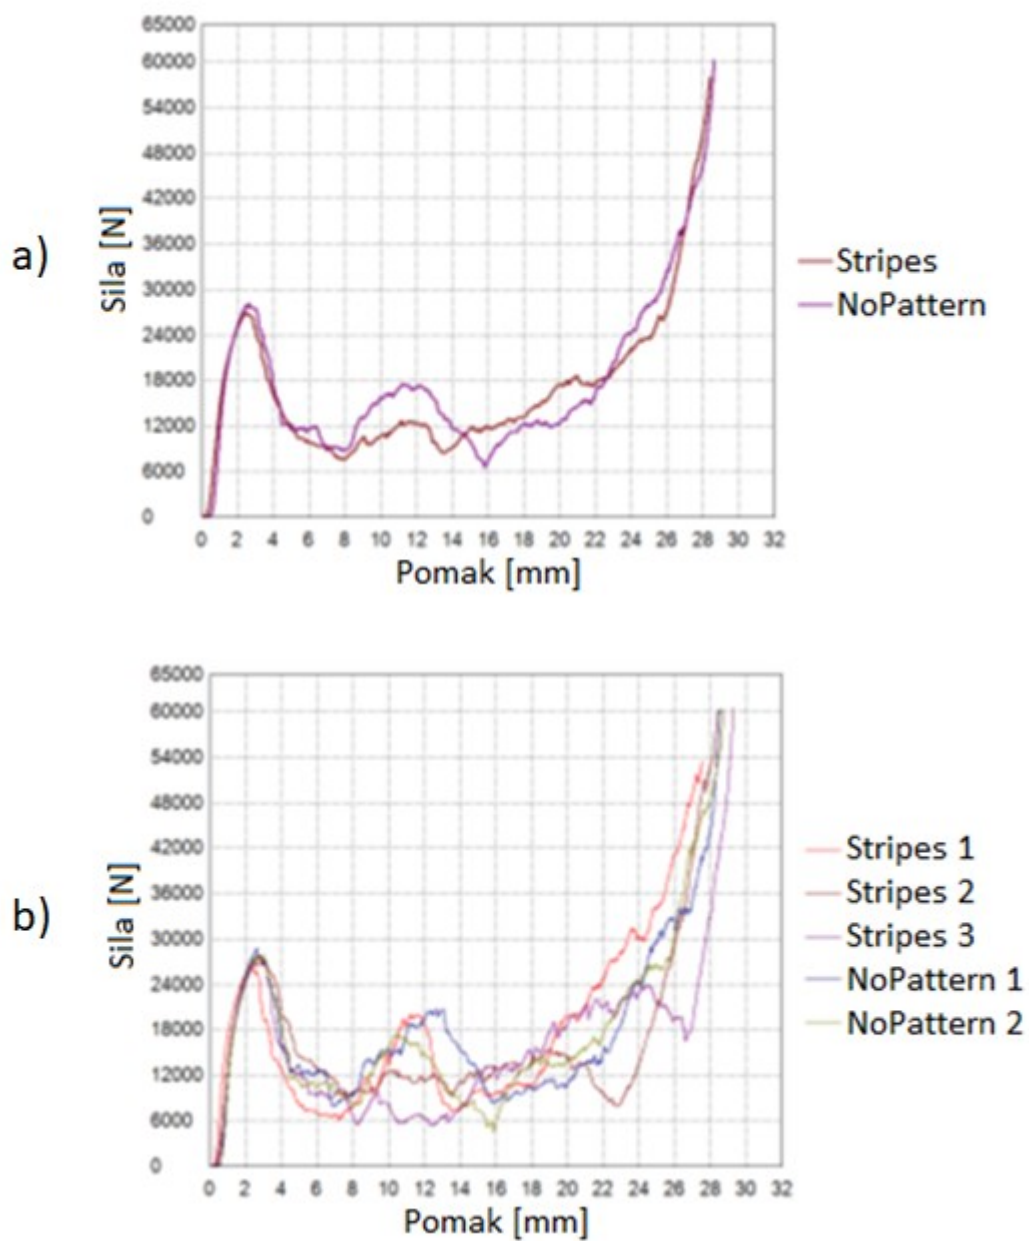 a)
Sila [N]
65000
60000
54000
48000
42000
36000
30000
24000
18000
12000
6000
0
0 2 4 6 8 10 12 14 16 18 20 22 24 26 28 30 32
Pomak [mm]
Stripes
NoPattern
b)
Sila [N]
65000
60000
54000
48000
42000
36000
30000
24000
18000
12000
6000
0
0 2 4 6 8 10 12 14 16 18 20 22 24 26 28 30 32
Pomak [mm]
Stripes 1
Stripes 2
Stripes 3
NoPattern 1
NoPattern 2